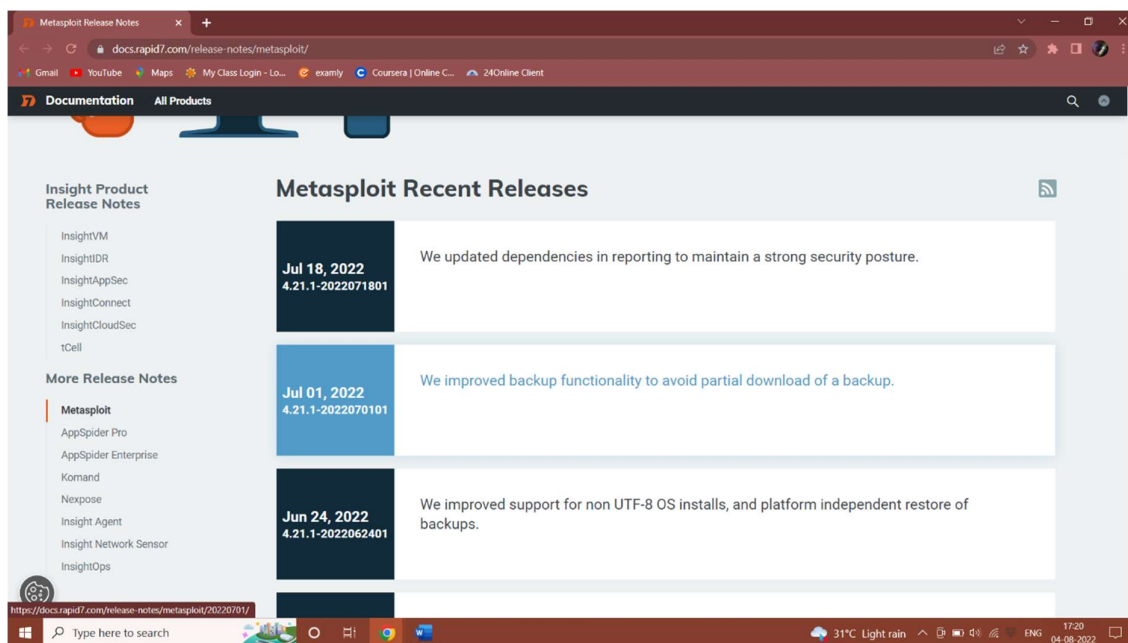 Metasploit Release Notes
docs.rapid7.com/release-notes/metasploit/
Gmail YouTube Maps My Class Login - Lo... examly Coursera | Online C... 24Online Client
Documentation All Products
Insight Product
Release Notes
InsightVM
InsightIDR
InsightAppSec
InsightConnect
InsightCloudSec
tCell
More Release Notes
Metasploit
AppSpider Pro
AppSpider Enterprise
Komand
Nexpose
Insight Agent
Insight Network Sensor
InsightOps
Metasploit Recent Releases
Jul 18, 2022
4.21.1-2022071801
We updated dependencies in reporting to maintain a strong security posture.
Jul 01, 2022
4.21.1-2022070101
We improved backup functionality to avoid partial download of a backup.
Jun 24, 2022
4.21.1-2022062401
We improved support for non UTF-8 OS installs, and platform independent restore of
backups.
https://docs.rapid7.com/release-notes/metasploit/20220701/
Type here to search
31°C Light rain
ENG
17:20
04-08-2022